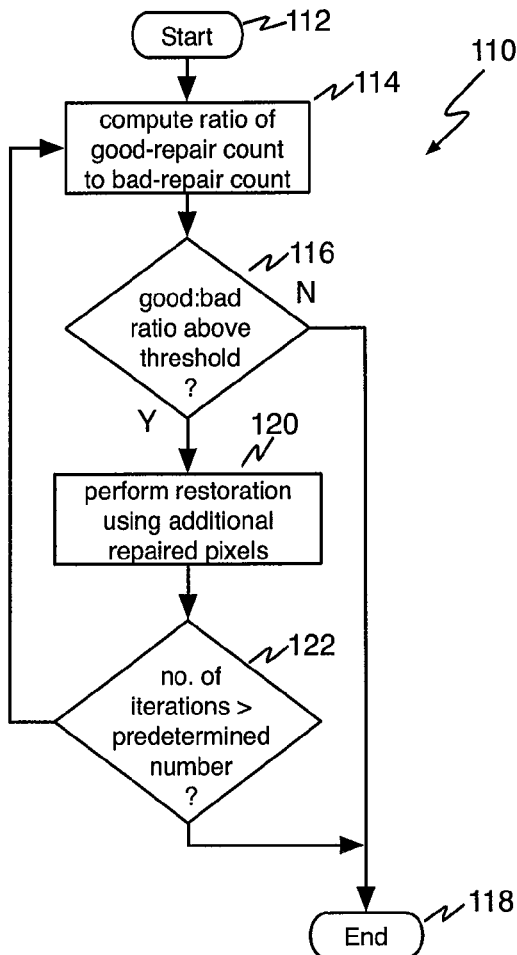 Start
112
110
114
compute ratio of
good-repair count
to bad-repair count
116
N
good:bad
ratio above
threshold
?
Y
120
perform restoration
using additional
repaired pixels
122
no. of
iterations >
predetermined
number
?
118
End